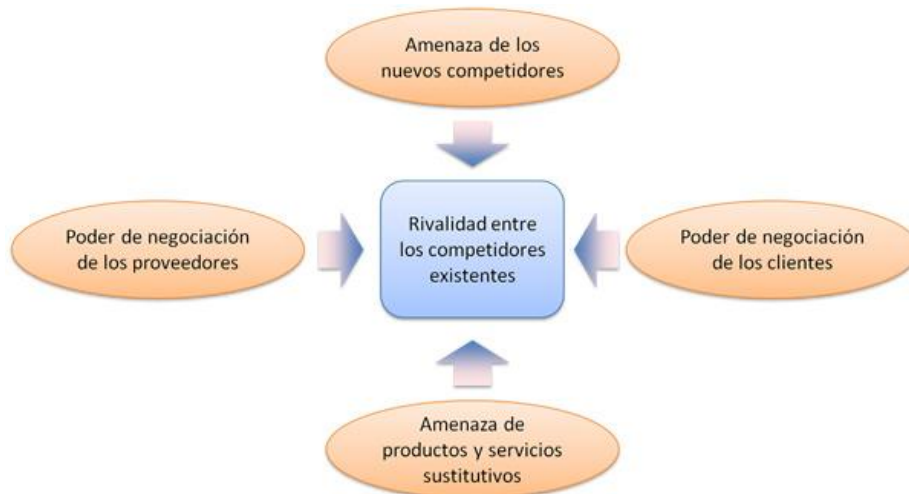 Amenaza de los
nuevos competidores
Poder de negociación
de los proveedores
Rivalidad entre
los competidores
existentes
Poder de negociación
de los clientes
Amenaza de
productos y servicios
sustitutivos